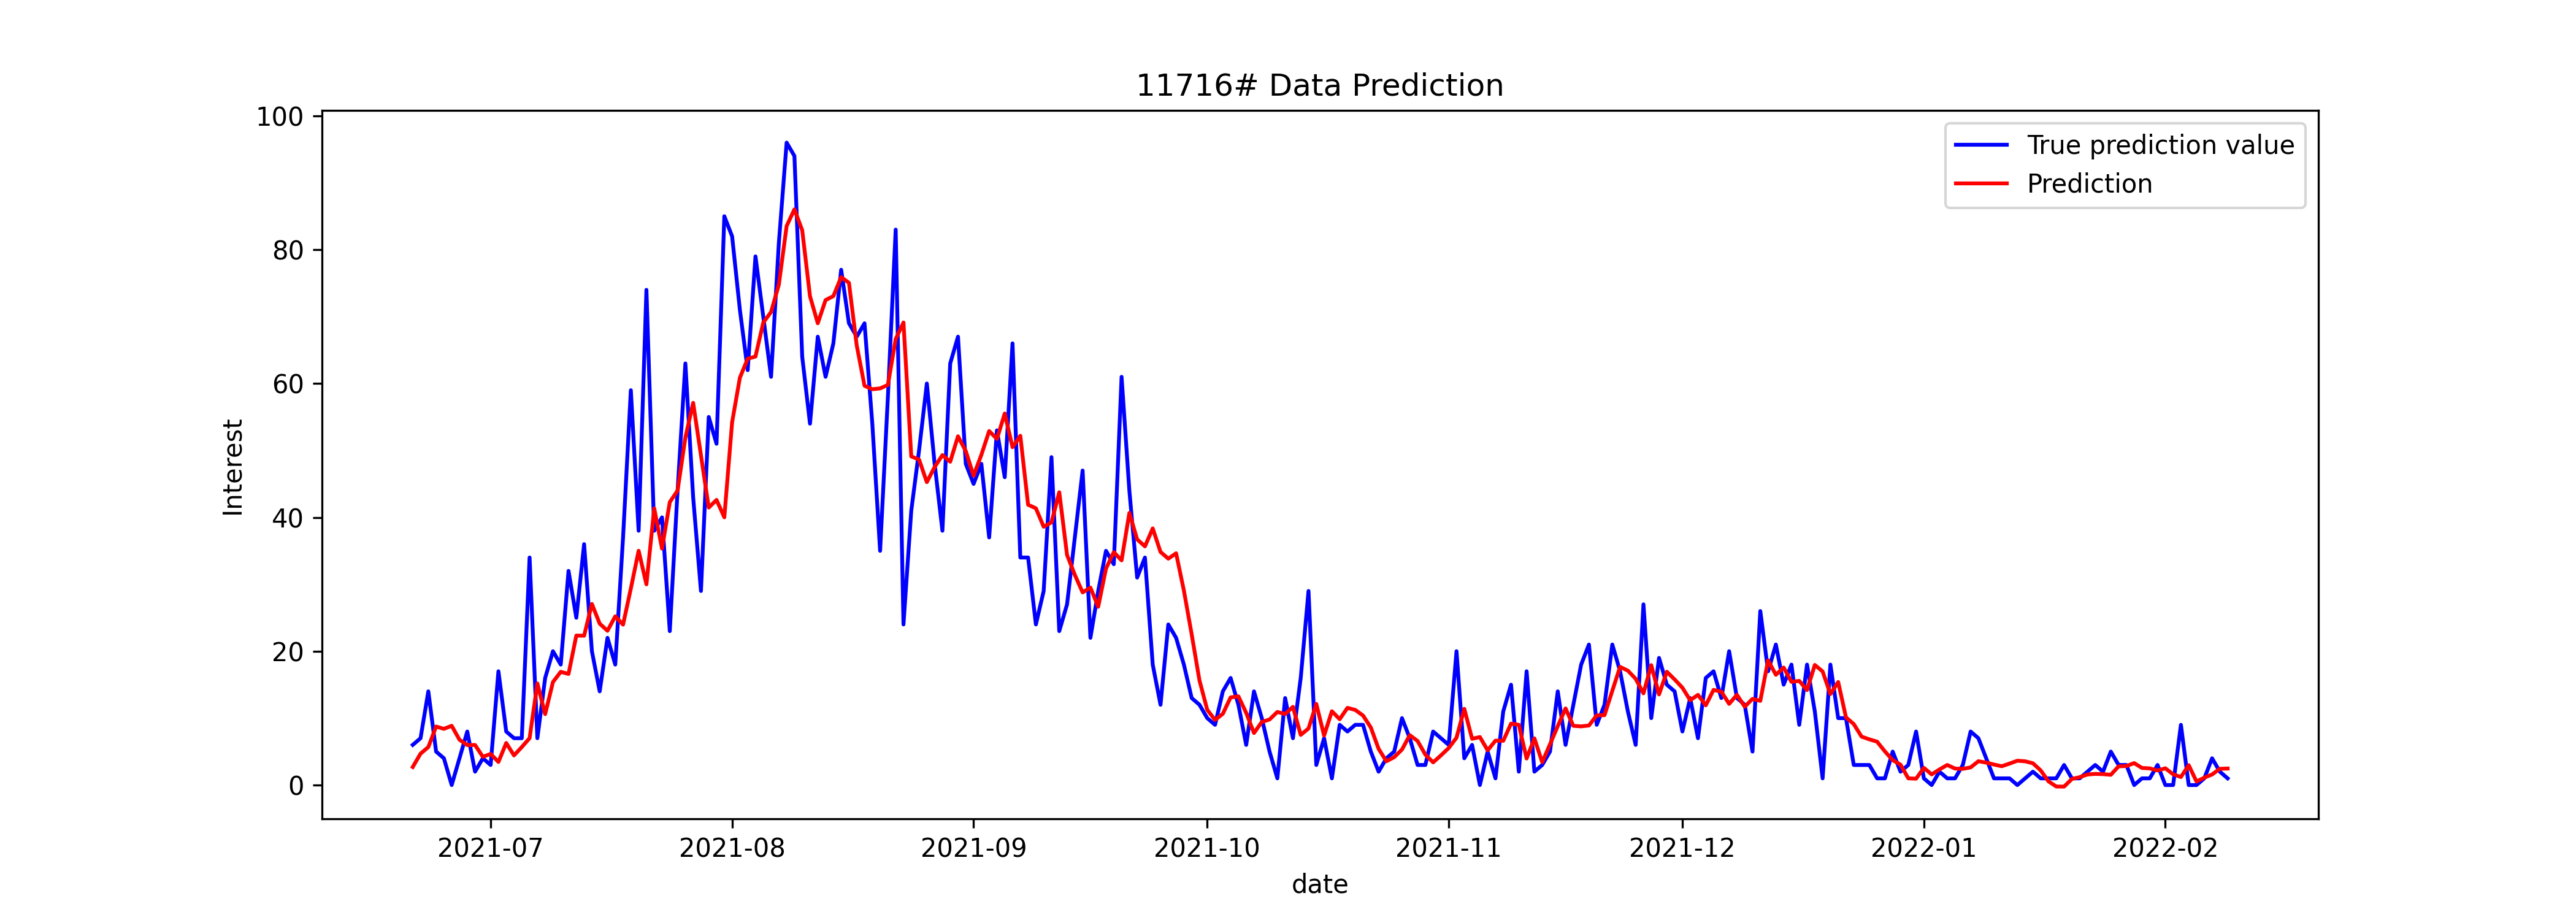 11716# Data Prediction
True prediction value
Prediction
100
80
60
40
20
0
Interest
2021-07 2021-08 2021-09 2021-10 2021-11 2021-12 2022-01 2022-02
date